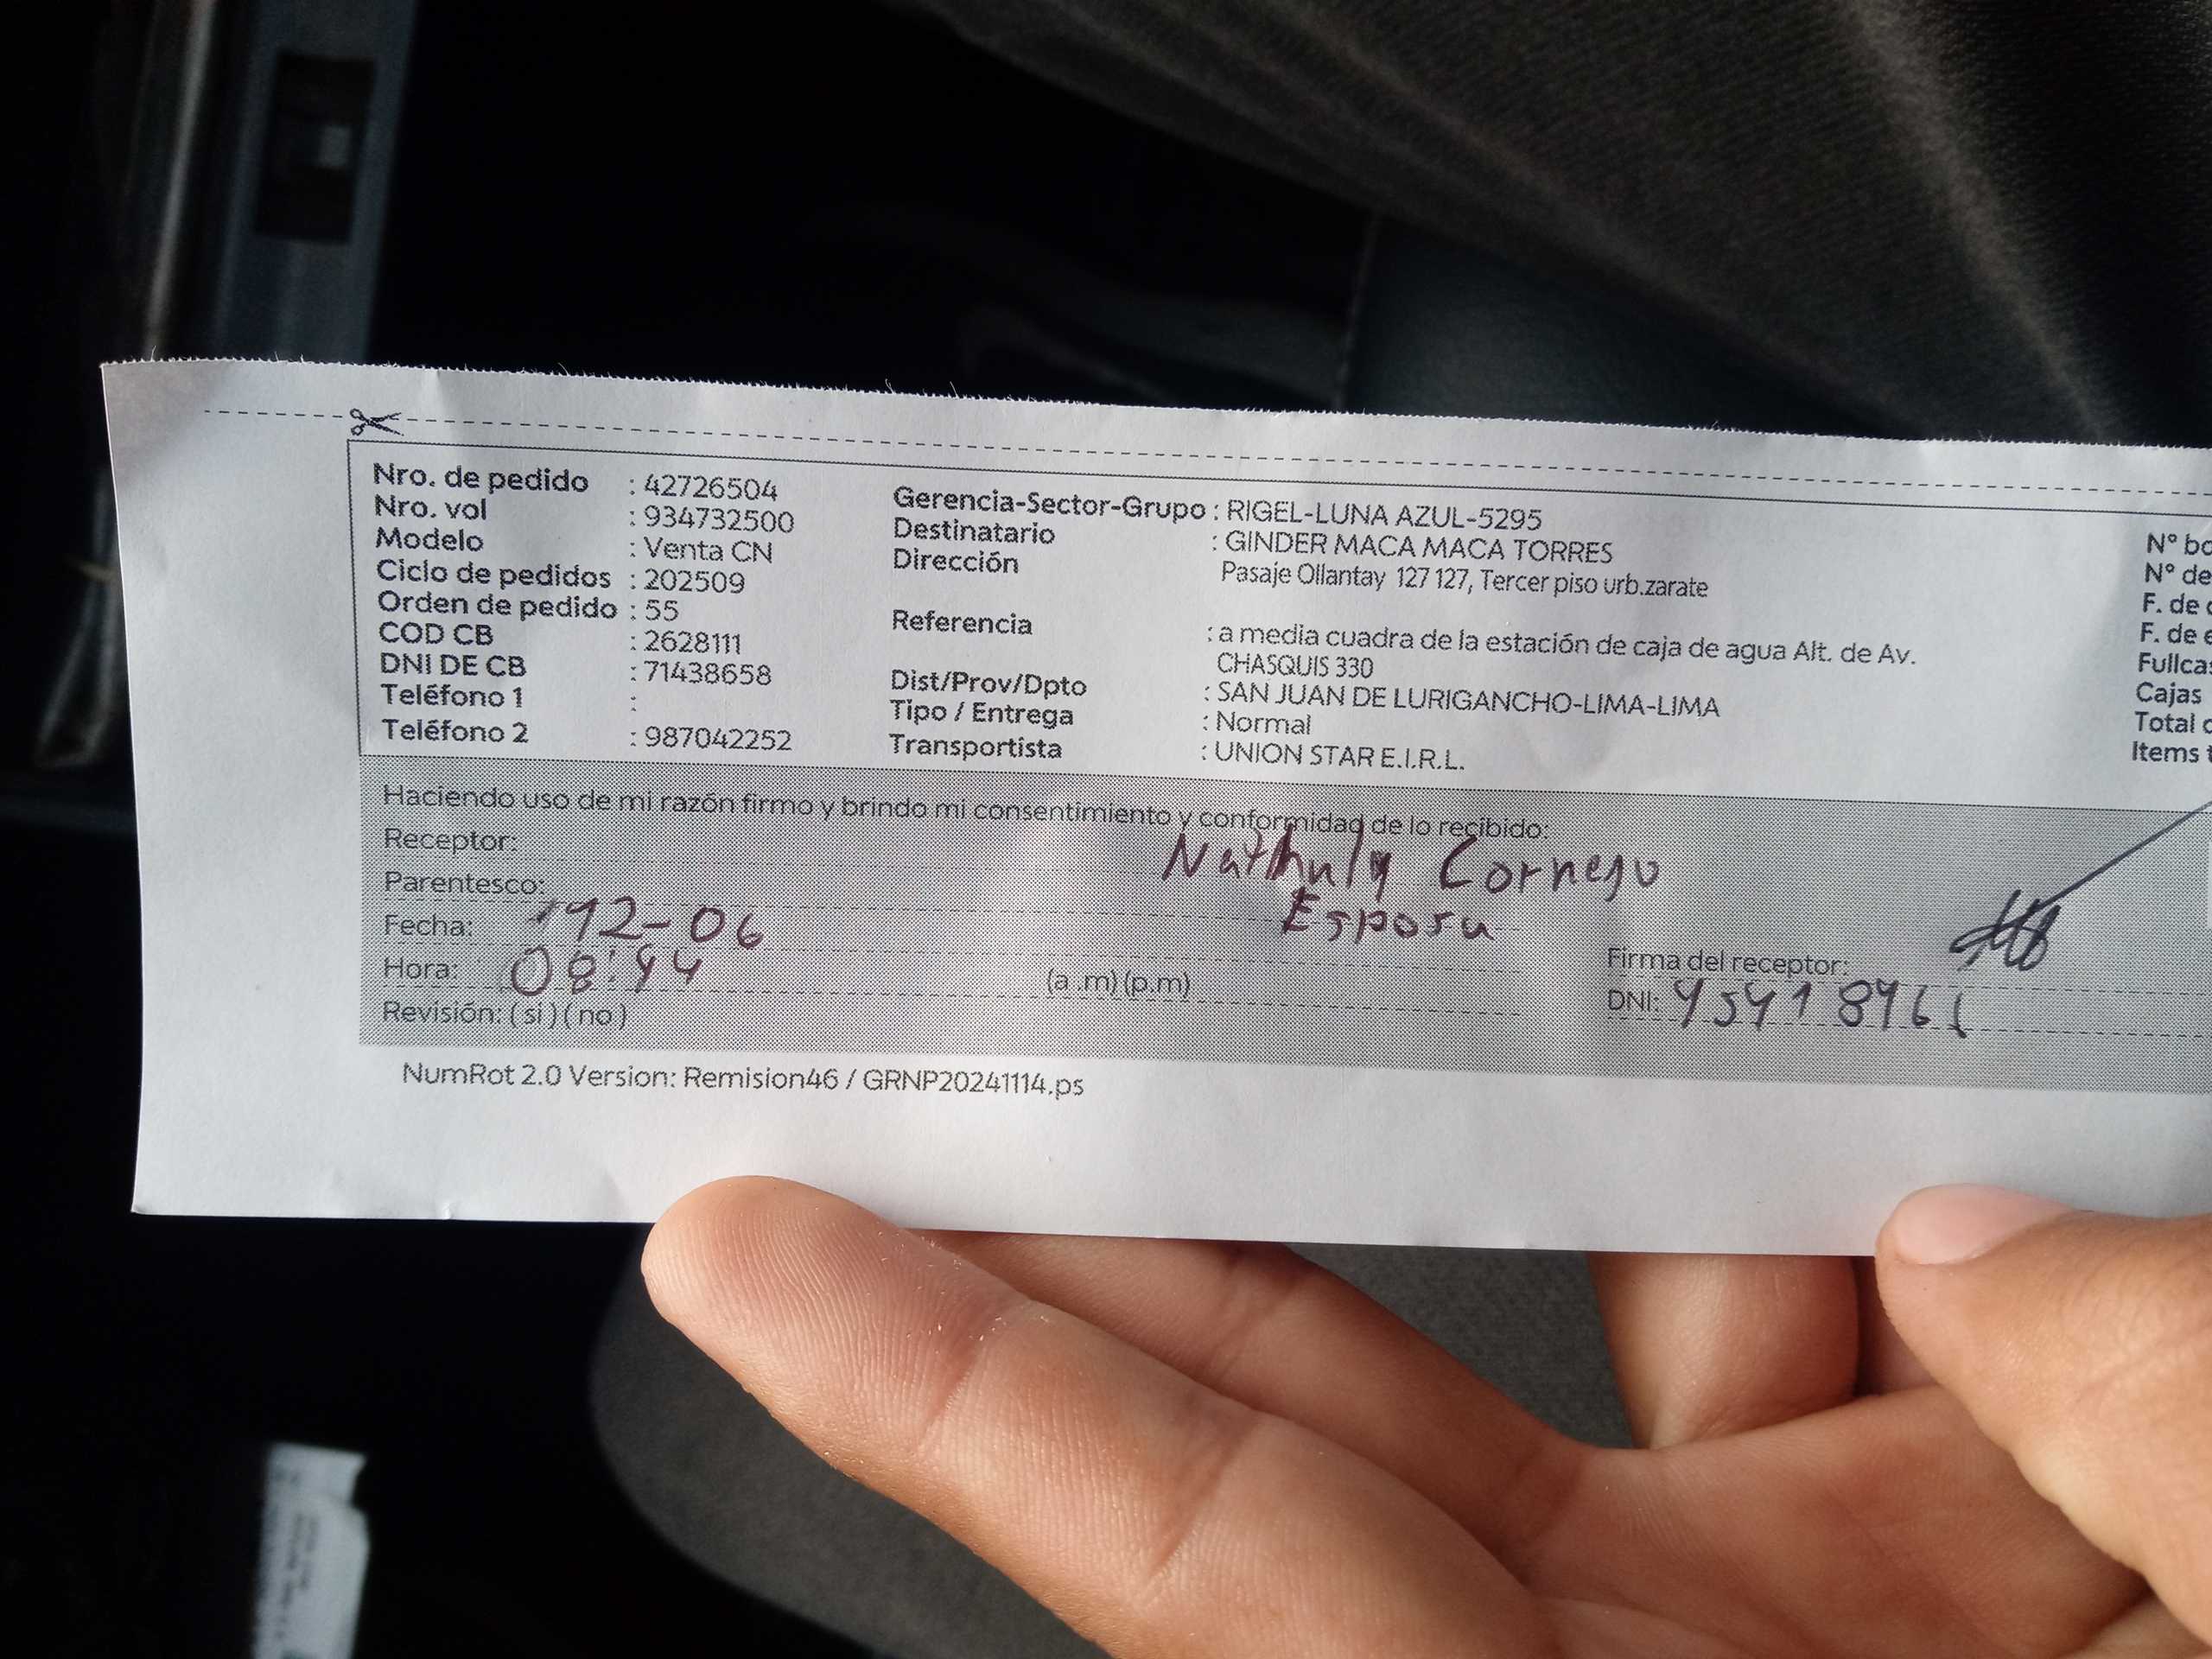 Nro. de pedido : 42726504
Nro. vol : 934732500
Modelo : Venta CN
Ciclo de pedidos : 202509
Orden de pedido : 55
COD CB : 2628111
DNI DE CB : 71438658
Teléfono 1 :
Teléfono 2 : 987042252
Gerencia-Sector-Grupo : RIGEL-LUNA AZUL-5295
Destinatario : GINDER MACA MACA TORRES
Dirección Pasaje Ollantay 127 127, Tercer piso urb.zarate
Referencia : a media cuadra de la estación de caja de agua Alt. de Av.
CHASQUIS 330
Dist/Prov/Dpto : SAN JUAN DE LURIGANCHO-LIMA-LIMA
Tipo / Entrega : Normal
Transportista : UNION STAR E.I.R.L.
N°
N° de
F. de
F. de
Cajas
Total
Items
Haciendo uso de mi razón firmo y brindo mi consentimiento y conformidad de lo recibido:
Receptor: Cornejo
Parentesco: Esposa
Fecha: 12-06
Hora: 08:44 (a .m) (p.m)
Revisión: ( si ) ( no )
Firma del receptor:
DNI:
NumRot 2.0 Version: Remision46 / GRNP20241114.ps